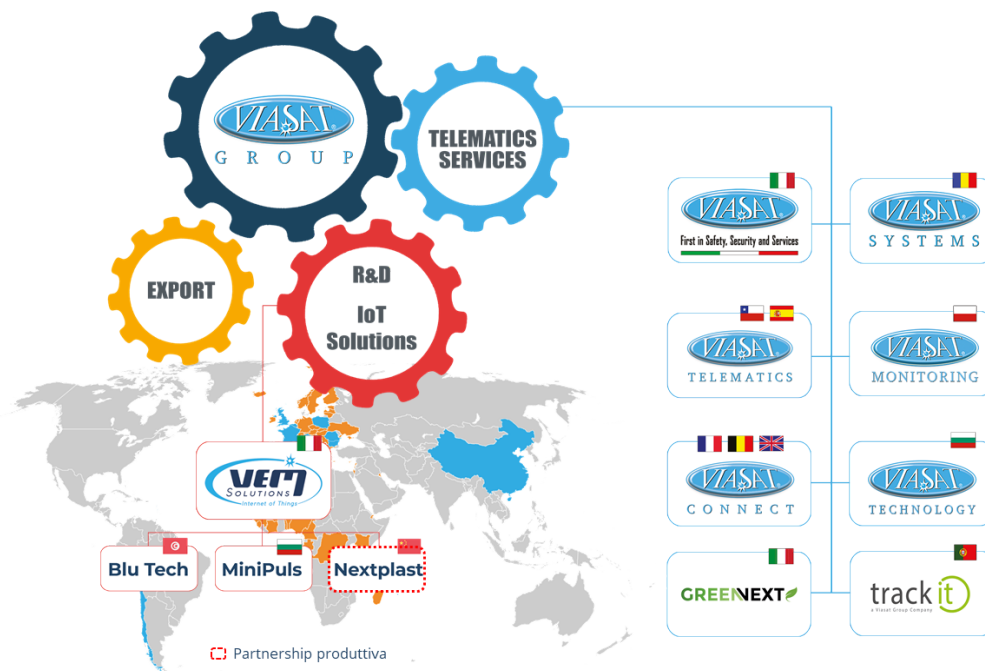 VIASAT®
GROUP
TELEMATICS
SERVICES
EXPORT
R&D
IoT
Solutions
VIASAT®
First in Safety, Security and Services
VIASAT®
SYSTEMS
VIASAT®
TELEMATICS
VIASAT®
MONITORING
VIASAT®
CONNECT
VIASAT®
TECHNOLOGY
GREENNEXT
track it
a Viasat Group Company
VEM
SOLUTIONS
Internet of Things
Blu Tech
MiniPuls
Nextplast
Partnership produttiva